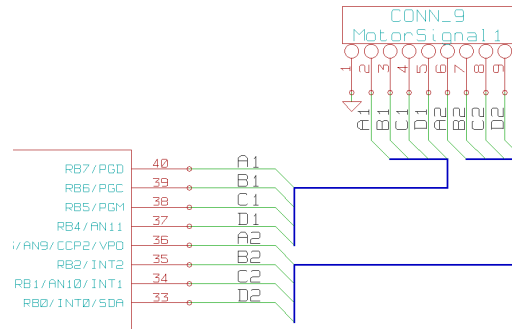 CONN_9
MotorSignal1
1 2 3 4 5 6 7 8 9
A1 B1 C1 D1 A2 B2 C2 D2
RB7/PGD 40 A1
RB6/PGC 39 B1
RB5/PGM 38 C1
RB4/AN11 37 D1
/AN9/CCP2/VPO 36 A2
RB2/INT2 35 B2
RB1/AN10/INT1 34 C2
RB0/INT0/SDA 33 D2